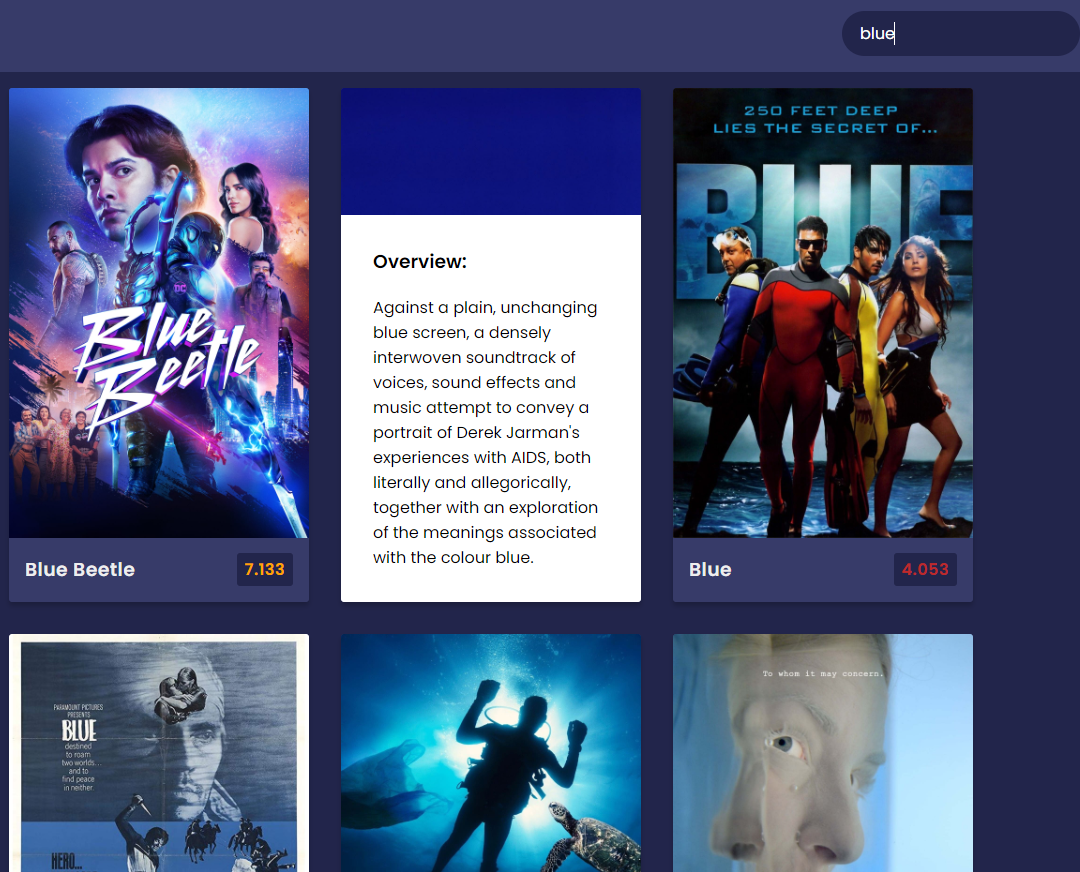 blue
250 FEET DEEP
LIES THE SECRET OF...
BLUE
DC
Blue
Beetle
Overview:
Against a plain, unchanging
blue screen, a densely
interwoven soundtrack of
voices, sound effects and
music attempt to convey a
portrait of Derek Jarman's
experiences with AIDS, both
literally and allegorically,
together with an exploration
of the meanings associated
with the colour blue.
Blue Beetle
7.133
Blue
4.053
PARAMOUNT PICTURES
PRESENTS
BLUE
destined
to roam
two worlds...
and to
find peace
in neither
HERO...
To whom it may concern.